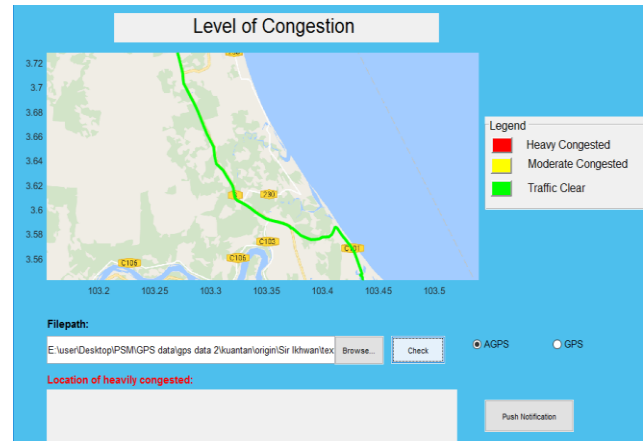 Level of Congestion
3.72
3.7
3.68
3.66
3.64
3.62
3.6
3.58
3.56
103.2
103.25
103.3
103.35
103.4
103.45
103.5
3
290
C102
C101
C105
C106
Legend
Heavy Congested
Moderate Congested
Traffic Clear
Filepath:
E:\user\Desktop\PSM\GPS data\gps data 2\kuantan\origin\Sir Ikhwan\tex
Browse...
Check
AGPS
GPS
Location of heavily congested:
Push Notification